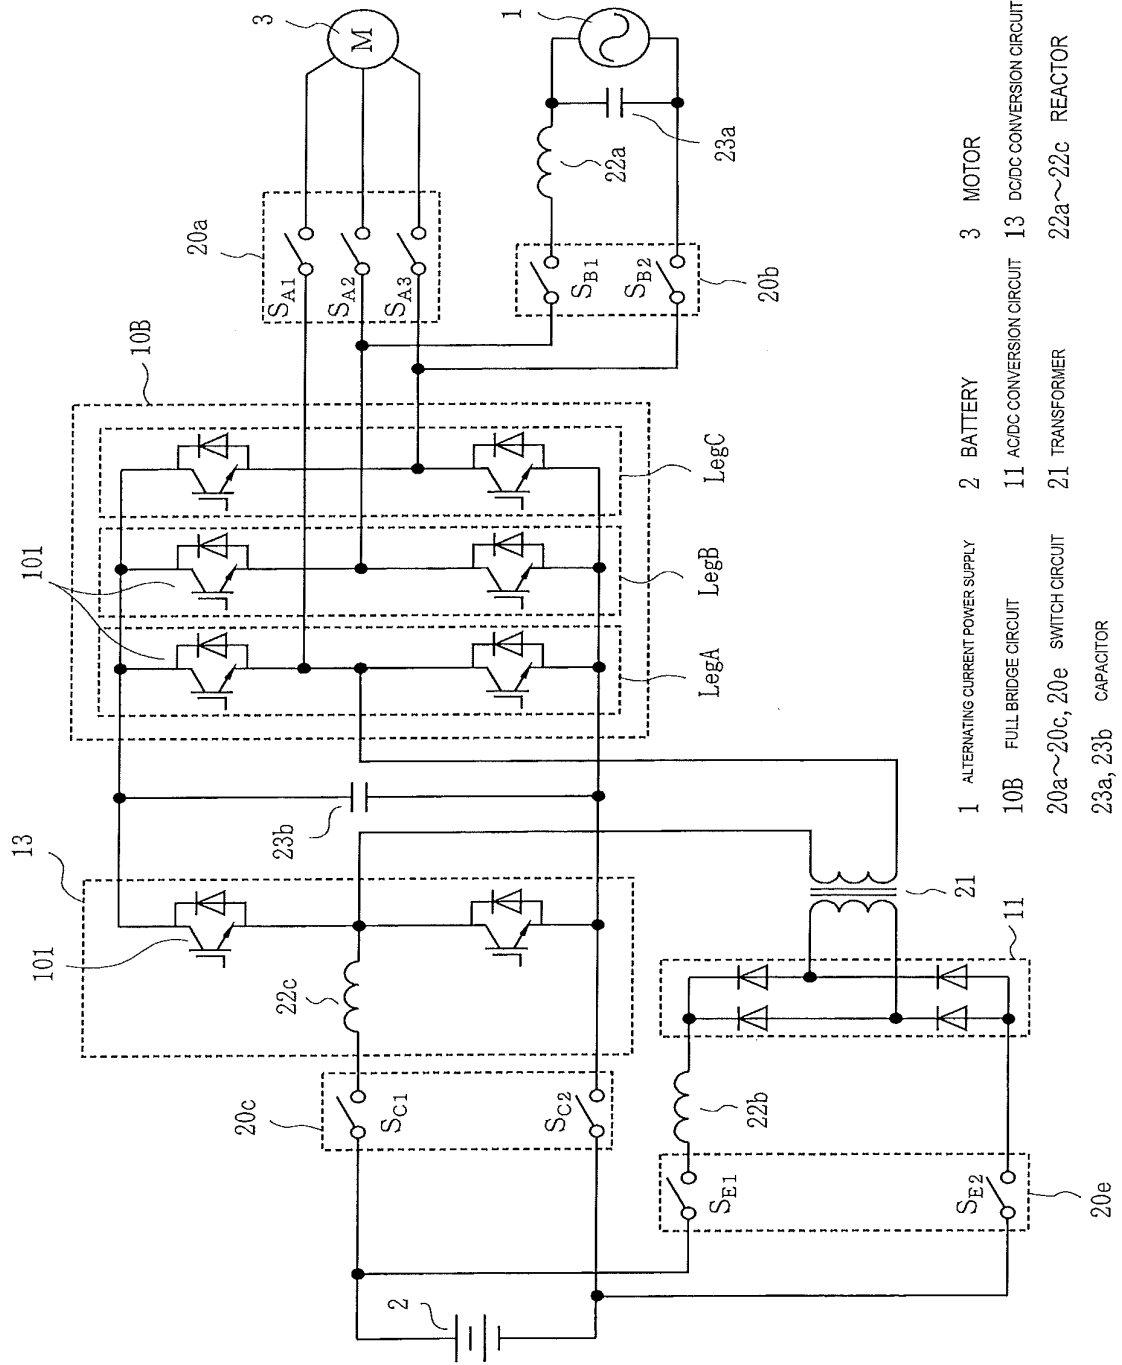 3
M
1
20a
S_A1
S_A2
S_A3
22a
23a
S_B1
S_B2
20b
10B
101
LegA
LegB
LegC
23b
13
101
22c
21
11
20c
S_C1
S_C2
22b
S_E1
S_E2
20e
2
1 ALTERNATING CURRENT POWER SUPPLY 2 BATTERY 3 MOTOR
10B FULL BRIDGE CIRCUIT 11 AC/DC CONVERSION CIRCUIT 13 DC/DC CONVERSION CIRCUIT
20a~20c, 20e SWITCH CIRCUIT 21 TRANSFORMER 22a~22c REACTOR
23a, 23b CAPACITOR